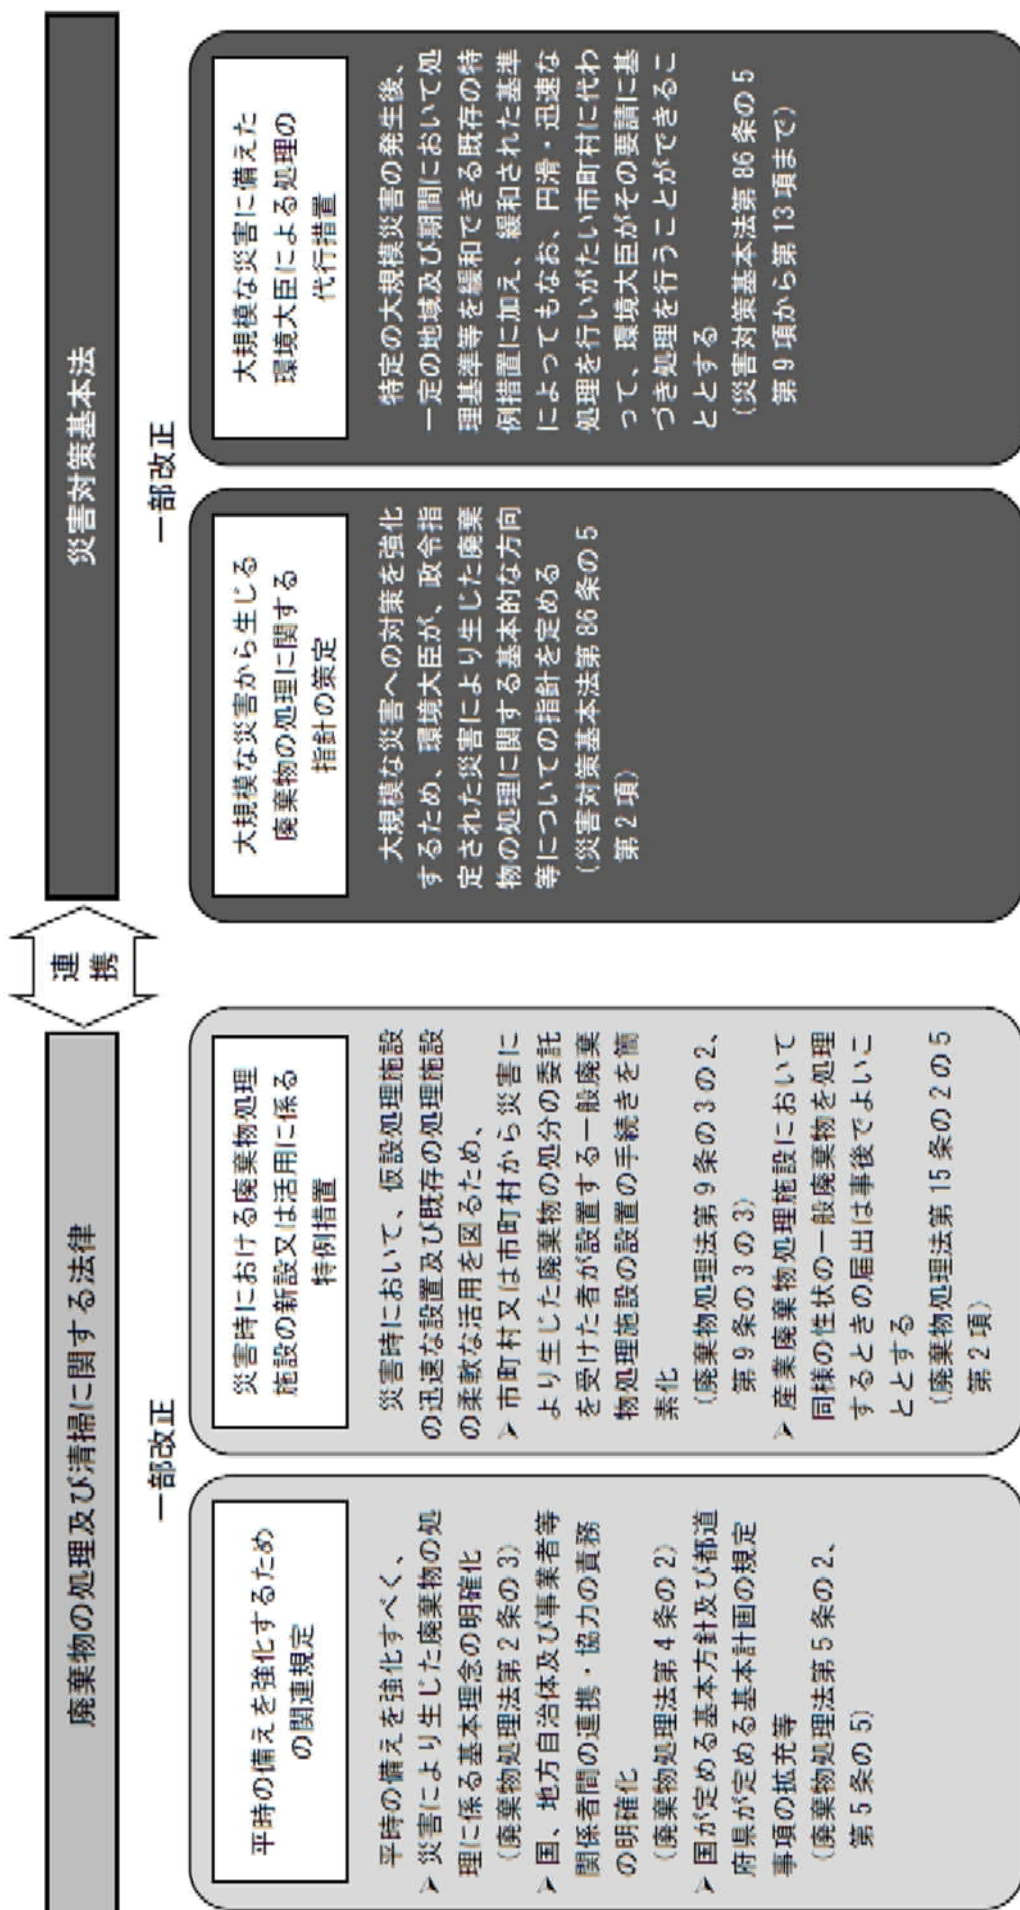 廃棄物の処理及び清掃に関する法律
連
携
災害対策基本法
一部改正
平時の備えを強化するため
の関連規定
平時の備えを強化すべく、
➤ 災害により生じた廃棄物の処
理に係る基本理念の明確化
(廃棄物処理法第2条の3)
➤ 国、地方自治体及び事業者等
関係者間の連携・協力の責務
の明確化
(廃棄物処理法第4条の2)
➤ 国が定める基本方針及び都道
府県が定める基本計画の規定
事項の拡充等
(廃棄物処理法第5条の2、
第5条の5)
災害時における廃棄物処理
施設の新設又は活用に係る
特例措置
災害時において、仮設処理施設
の迅速な設置及び既存の処理施設
の柔軟な活用を図るため、
➤ 市町村又は市町村から災害に
より生じた廃棄物の処分の委託
を受けた者が設置する一般廃棄
物処理施設の設置の手続きを簡
素化
(廃棄物処理法第9条の3の2、
第9条の3の3)
➤ 産業廃棄物処理施設において
同様の性状の一般廃棄物を処理
するときの届出は事後でよいこ
ととする
(廃棄物処理法第15条の2の5
第2項)
一部改正
大規模な災害から生じる
廃棄物の処理に関する
指針の策定
大規模な災害への対策を強化
するため、環境大臣が、政令指
定された災害により生じた廃棄
物の処理に関する基本的な方向
等についての指針を定める
(災害対策基本法第86条の5
第2項)
大規模な災害に備えた
環境大臣による処理の
代行措置
特定の大規模災害の発生後、
一定の地域及び期間において処
理基準等を緩和できる既存の特
例措置に加え、緩和された基準
によってもなお、円滑・迅速な
処理を行いがたい市町村に代わ
って、環境大臣がその要請に基
づき処理を行うことができるこ
ととする
(災害対策基本法第86条の5
第9項から第13項まで)